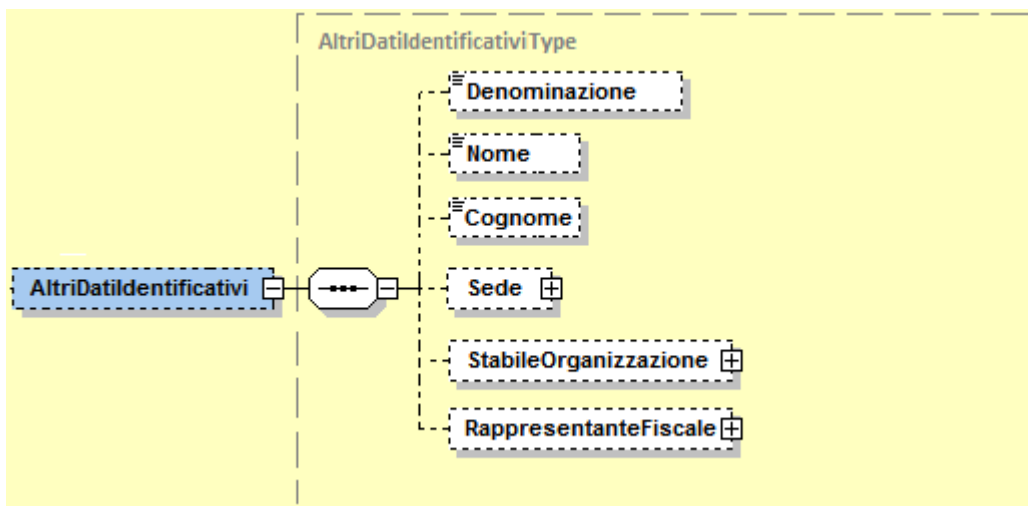 AltriDatiIdentificativiType
Denominazione
Nome
Cognome
AltriDatiIdentificativi
Sede
StabileOrganizzazione
RappresentanteFiscale